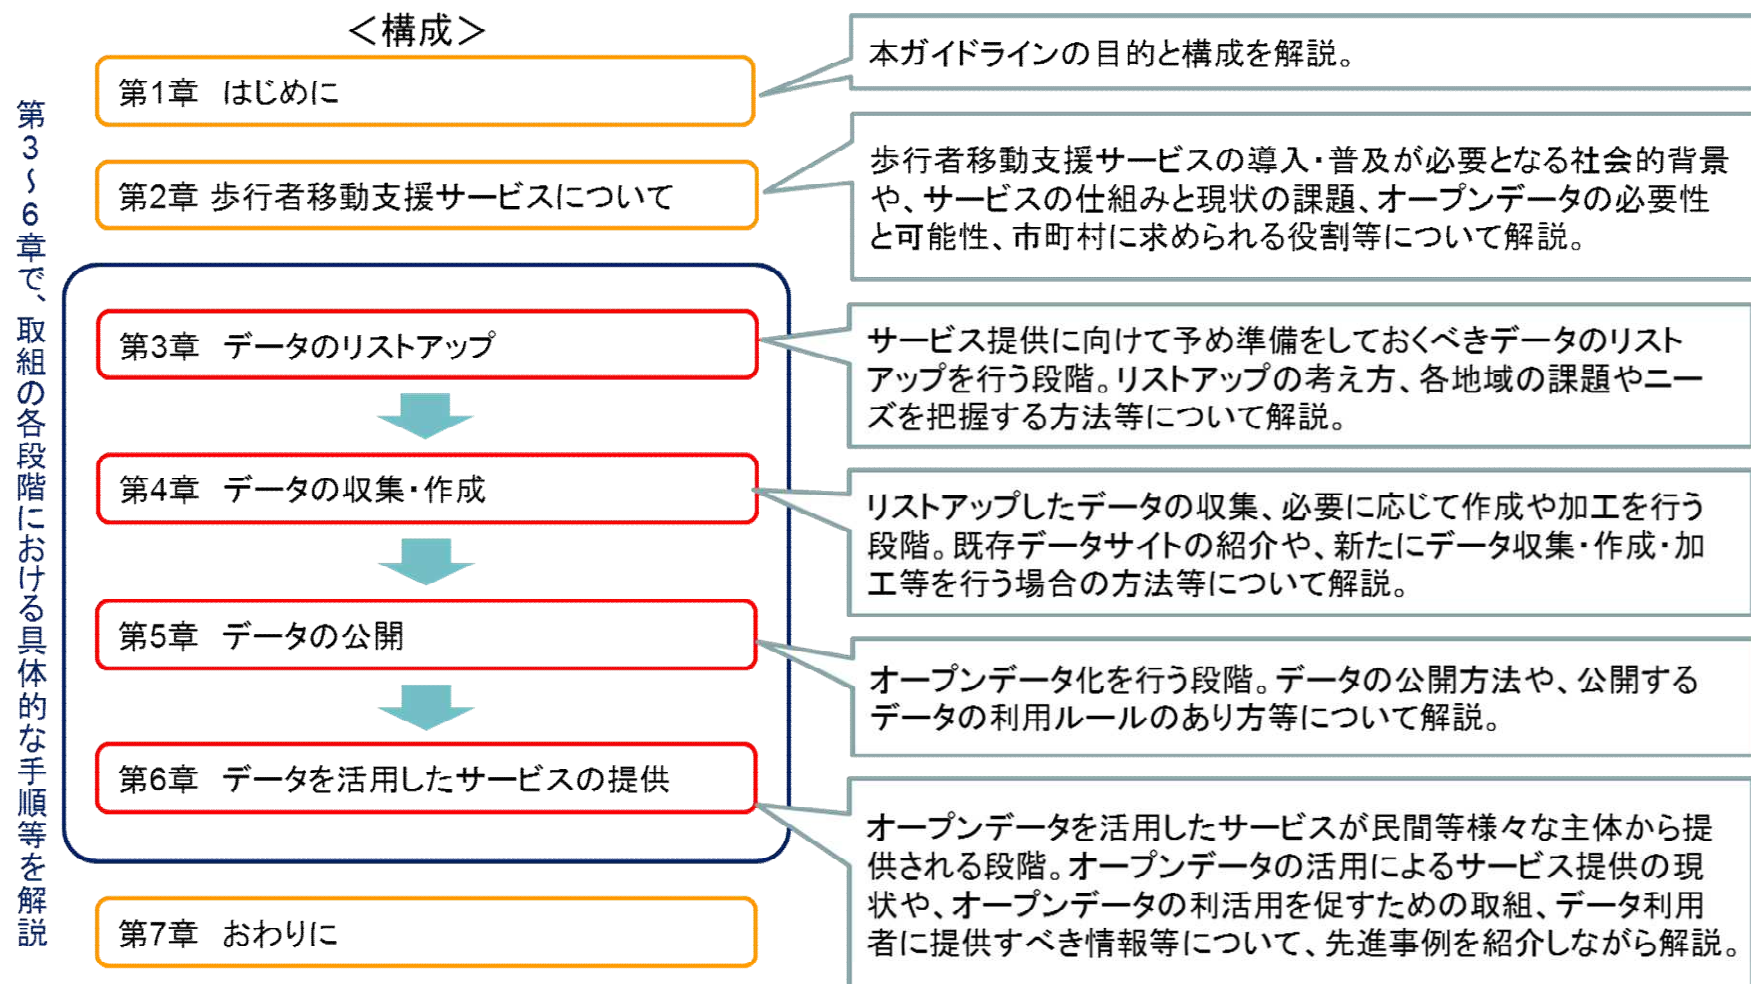 ＜構成＞
第1章　はじめに
本ガイドラインの目的と構成を解説。
第2章 歩行者移動支援サービスについて
歩行者移動支援サービスの導入・普及が必要となる社会的背景
や、サービスの仕組みと現状の課題、オープンデータの必要性
と可能性、市町村に求められる役割等について解説。
第3～6章で、取組の各段階における具体的な手順等を解説
第3章　データのリストアップ
サービス提供に向けて予め準備をしておくべきデータのリスト
アップを行う段階。リストアップの考え方、各地域の課題やニー
ズを把握する方法等について解説。
第4章　データの収集・作成
リストアップしたデータの収集、必要に応じて作成や加工を行う
段階。既存データサイトの紹介や、新たにデータ収集・作成・加
工等を行う場合の方法等について解説。
第5章　データの公開
オープンデータ化を行う段階。データの公開方法や、公開する
データの利用ルールのあり方等について解説。
第6章　データを活用したサービスの提供
オープンデータを活用したサービスが民間等様々な主体から提
供される段階。オープンデータの活用によるサービス提供の現
状や、オープンデータの利活用を促すための取組、データ利用
者に提供すべき情報等について、先進事例を紹介しながら解説。
第7章　おわりに